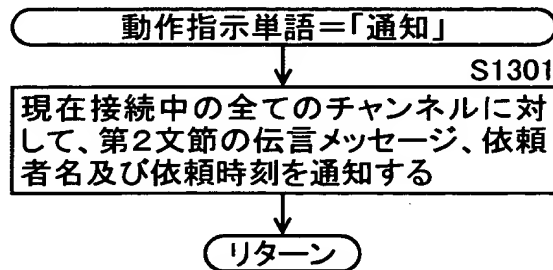 動作指示単語＝「通知」
S1301
現在接続中の全てのチャンネルに対
して、第2文節の伝言メッセージ、依頼
者名及び依頼時刻を通知する
リターン